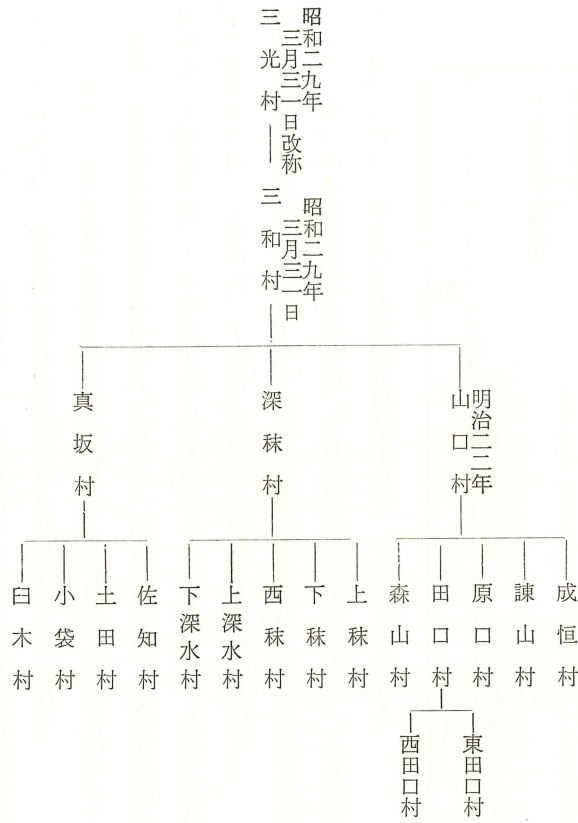 昭和二九年
三月三一日改称
三光村
昭和二九年
三月三一日
三和村
明治二二年
山口村
深秣村
真坂村
成恒村
諌山村
原口村
田口村
森山村
上秣村
下秣村
西秣村
上深水村
下深水村
佐知村
土田村
小袋村
臼木村
東田口村
西田口村